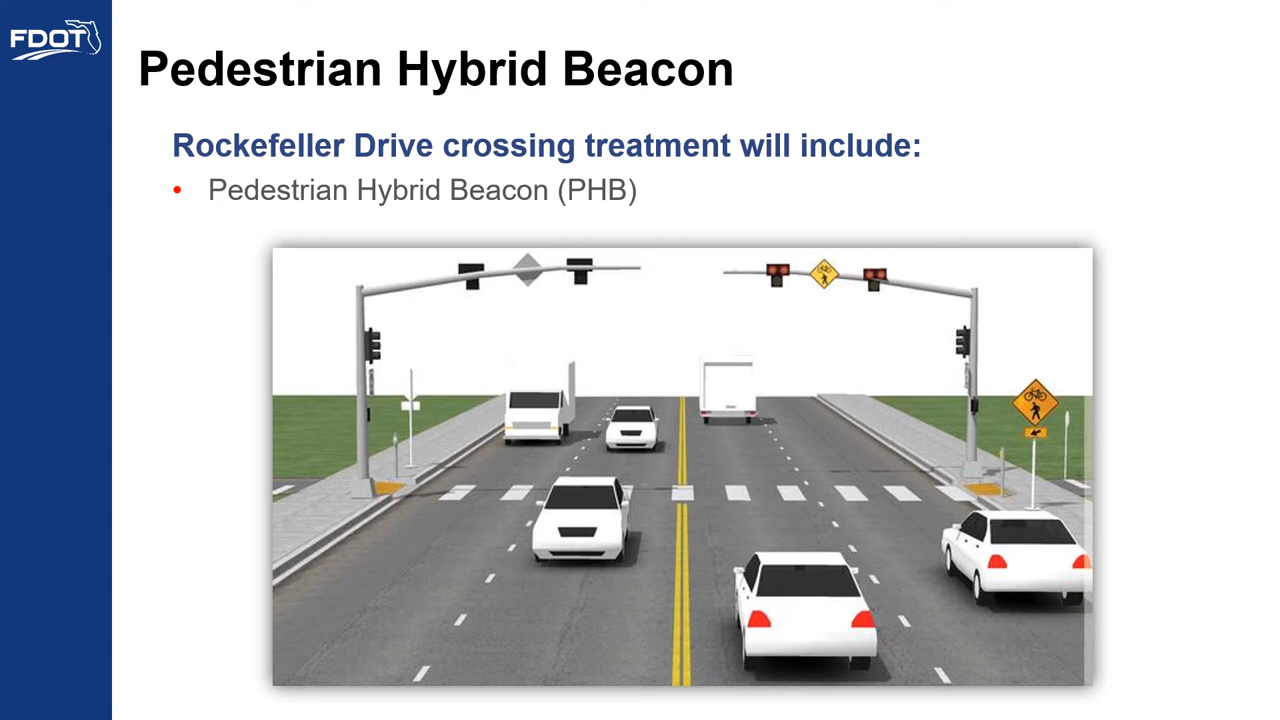 FDOT
Pedestrian Hybrid Beacon
Rockefeller Drive crossing treatment will include:
• Pedestrian Hybrid Beacon (PHB)